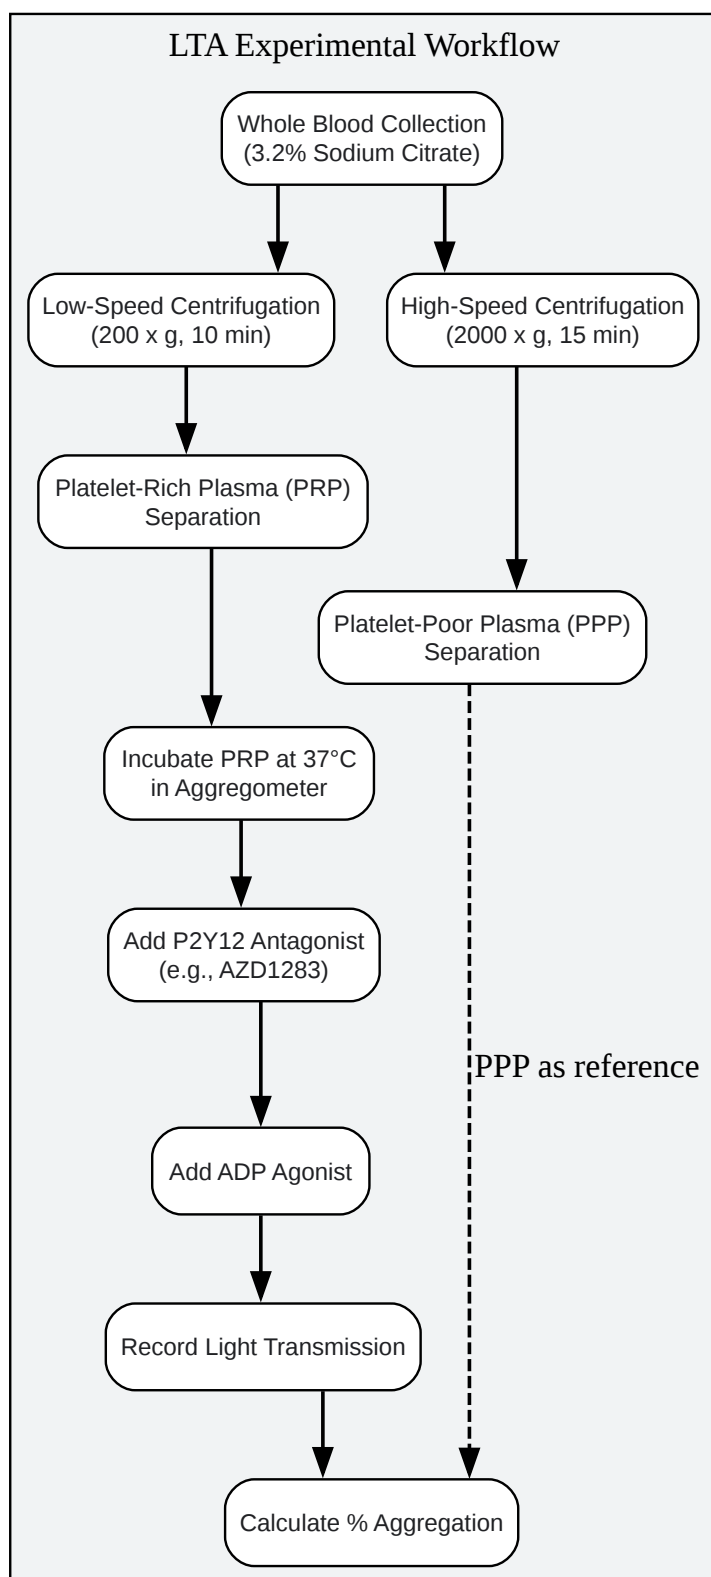 LTA Experimental Workflow
Whole Blood Collection
(3.2% Sodium Citrate)
Low-Speed Centrifugation
(200 x g, 10 min)
High-Speed Centrifugation
(2000 x g, 15 min)
Platelet-Rich Plasma (PRP)
Separation
Platelet-Poor Plasma (PPP)
Separation
Incubate PRP at 37°C
in Aggregometer
Add P2Y12 Antagonist
(e.g., AZD1283)
PPP as reference
Add ADP Agonist
Record Light Transmission
Calculate % Aggregation